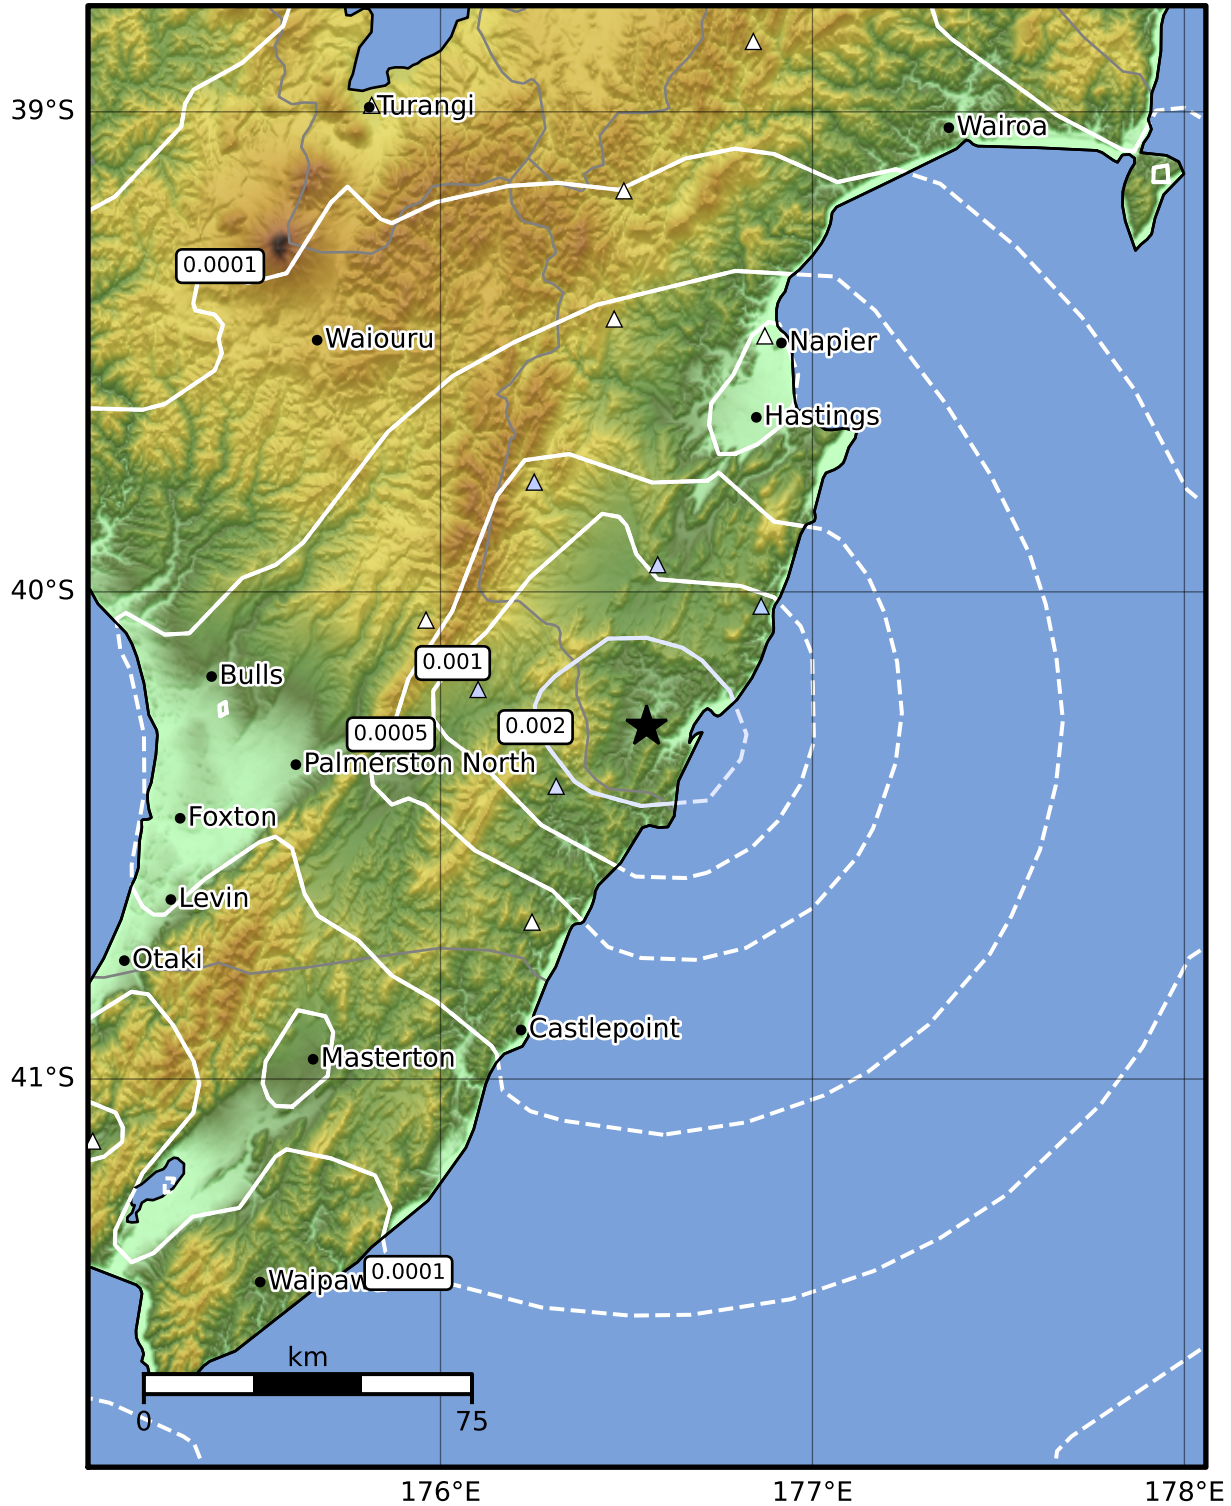 Turangi
39°S
Wairoa
0.0001
Waiouru
Napier
Hastings
40°S
0.001
Bulls
0.002
0.0005
Palmerston North
Foxton
Levin
Otaki
Castlepoint
Masterton
41°S
0.0001
Waipaw
km
0
75
176°E
177°E
178°E